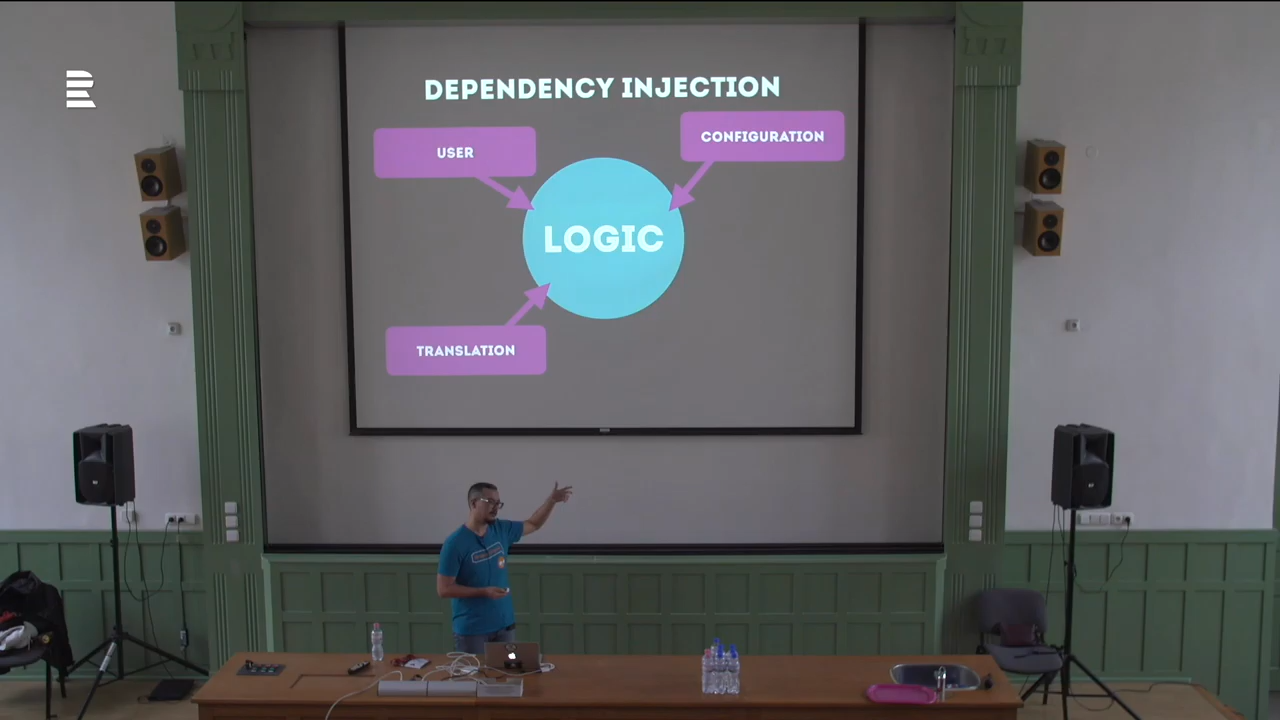 DEPENDENCY INJECTION
USER
CONFIGURATION
LOGIC
TRANSLATION